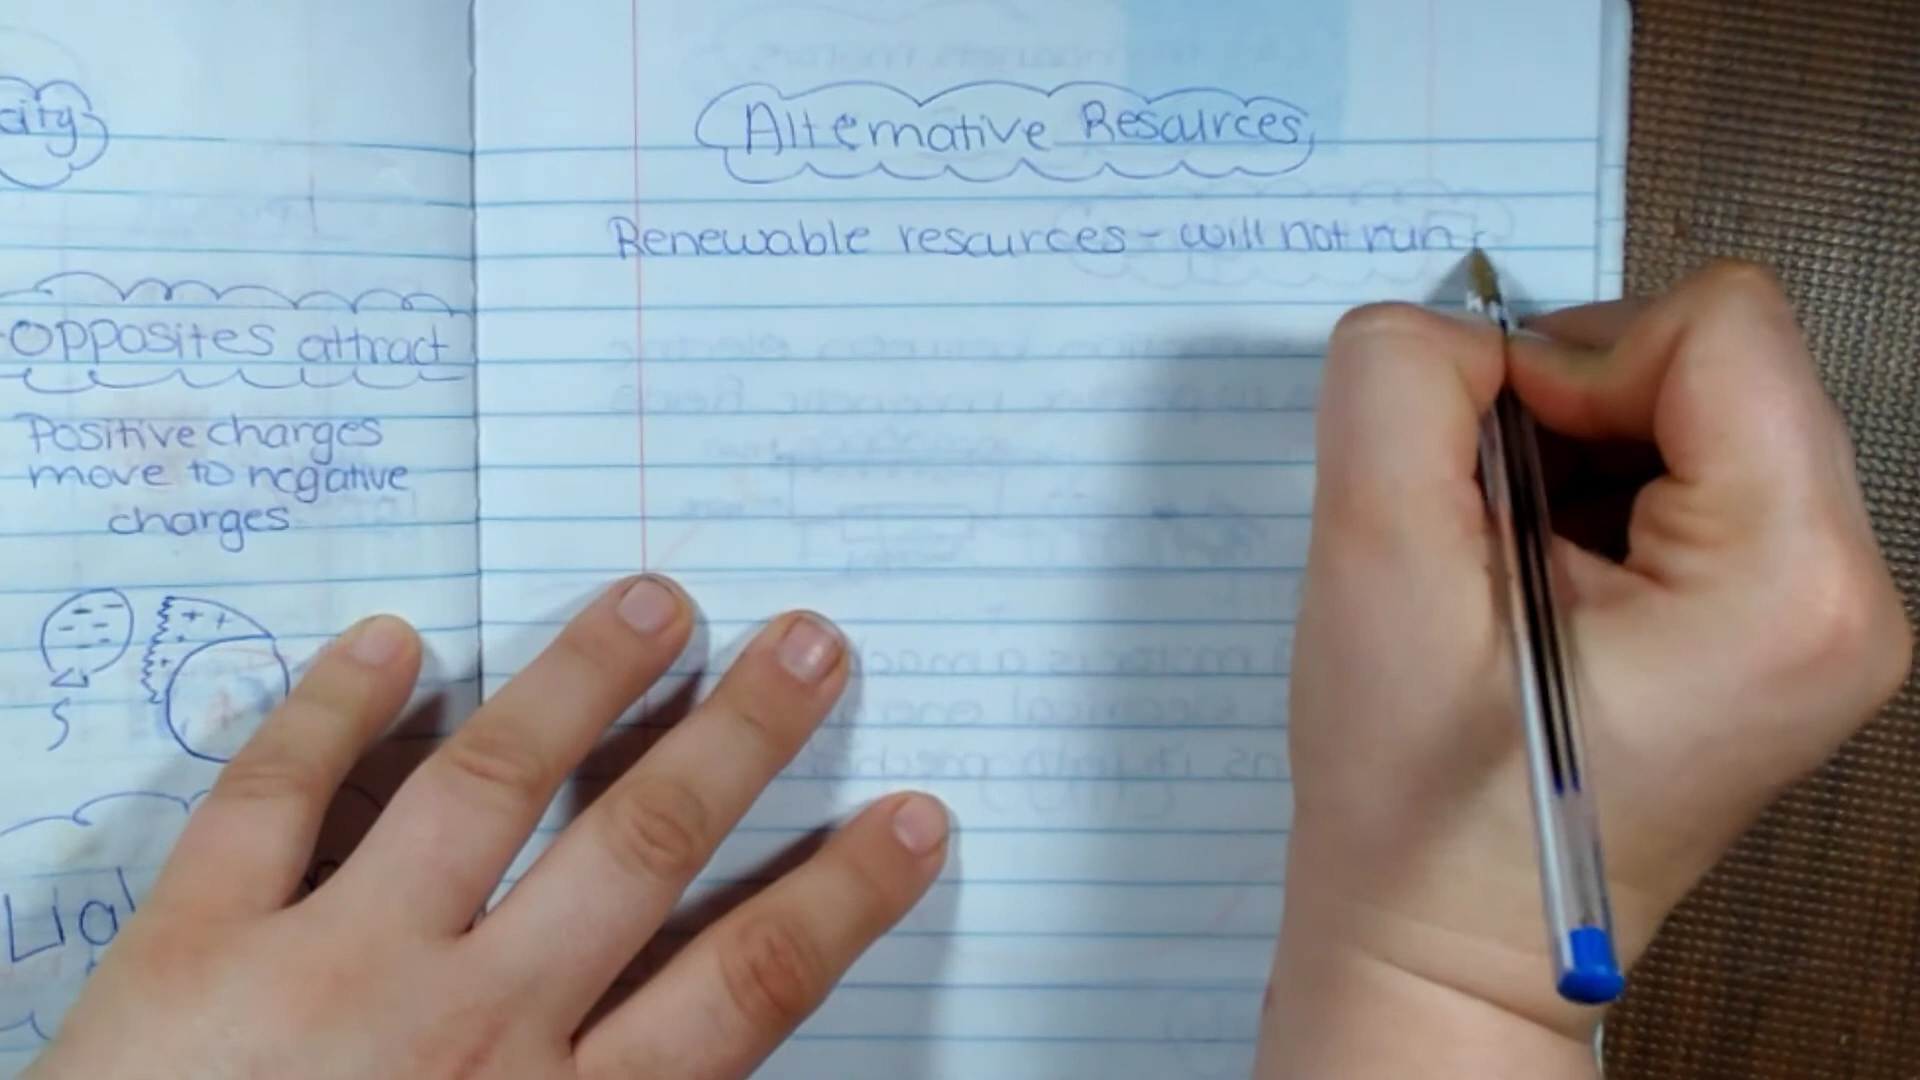 city
Opposites attract
Positive charges
move to negative
charges
Alternative Resources
Renewable resources - will not run